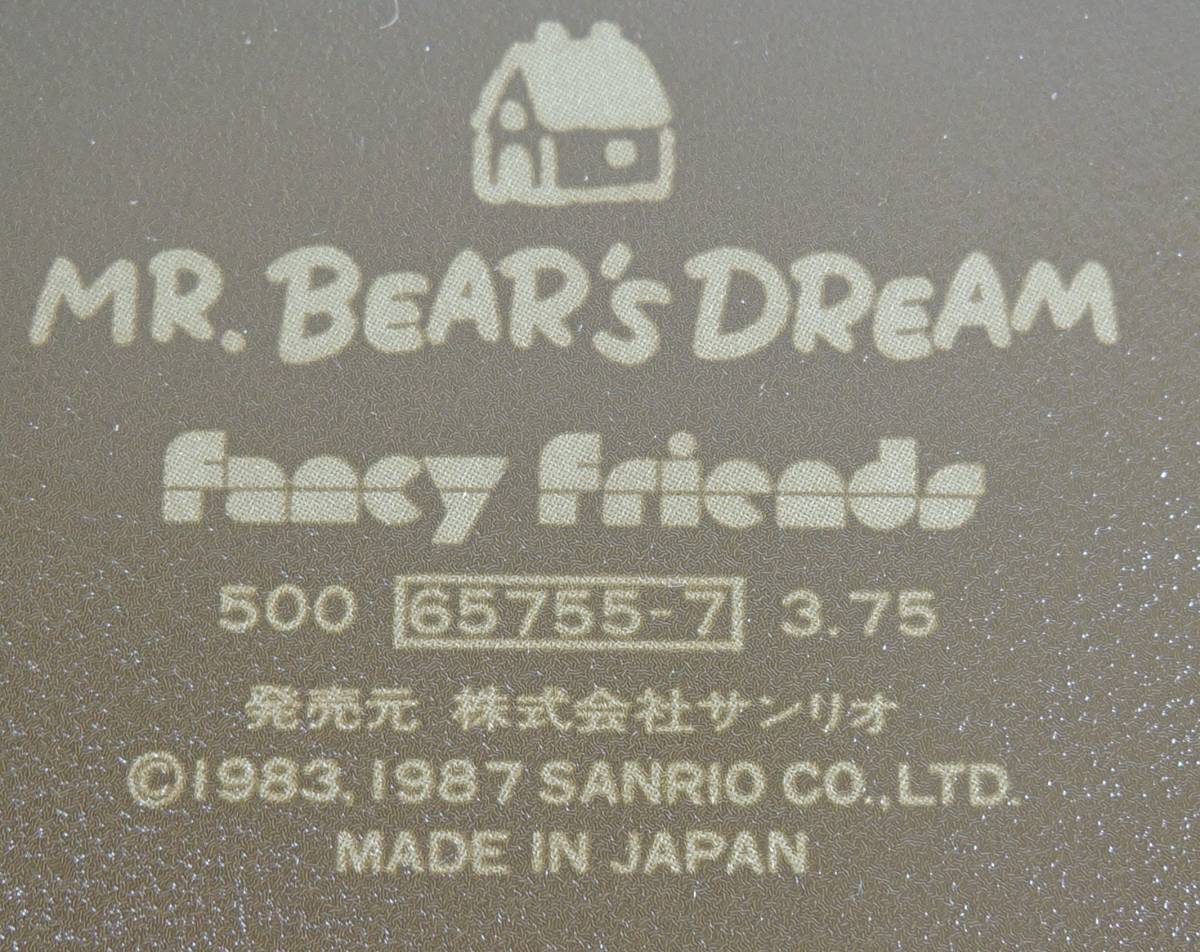 MR. BEAR'S DREAM
fancy friends
500 65755-7 3.75
発売元 株式会社サンリオ
©1983, 1987 SANRIO CO., LTD.
MADE IN JAPAN